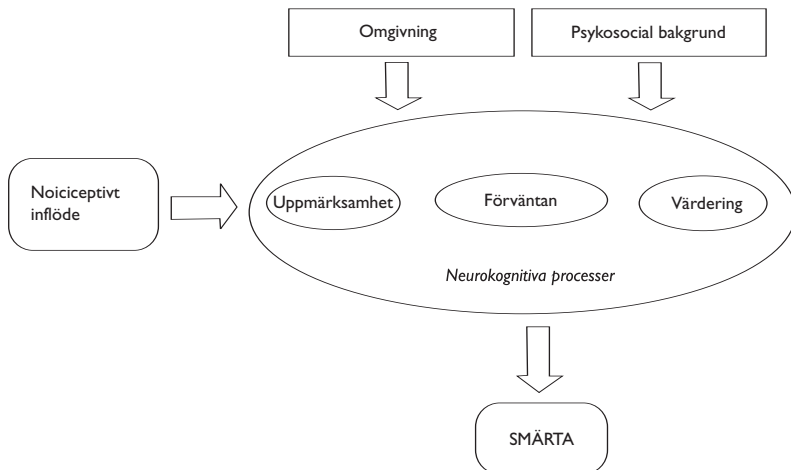 Omgivning
Psykosocial bakgrund
Noiciceptivt
inflöde
Uppmärksamhet
Förväntan
Värdering
Neurokognitiva processer
SMÄRTA